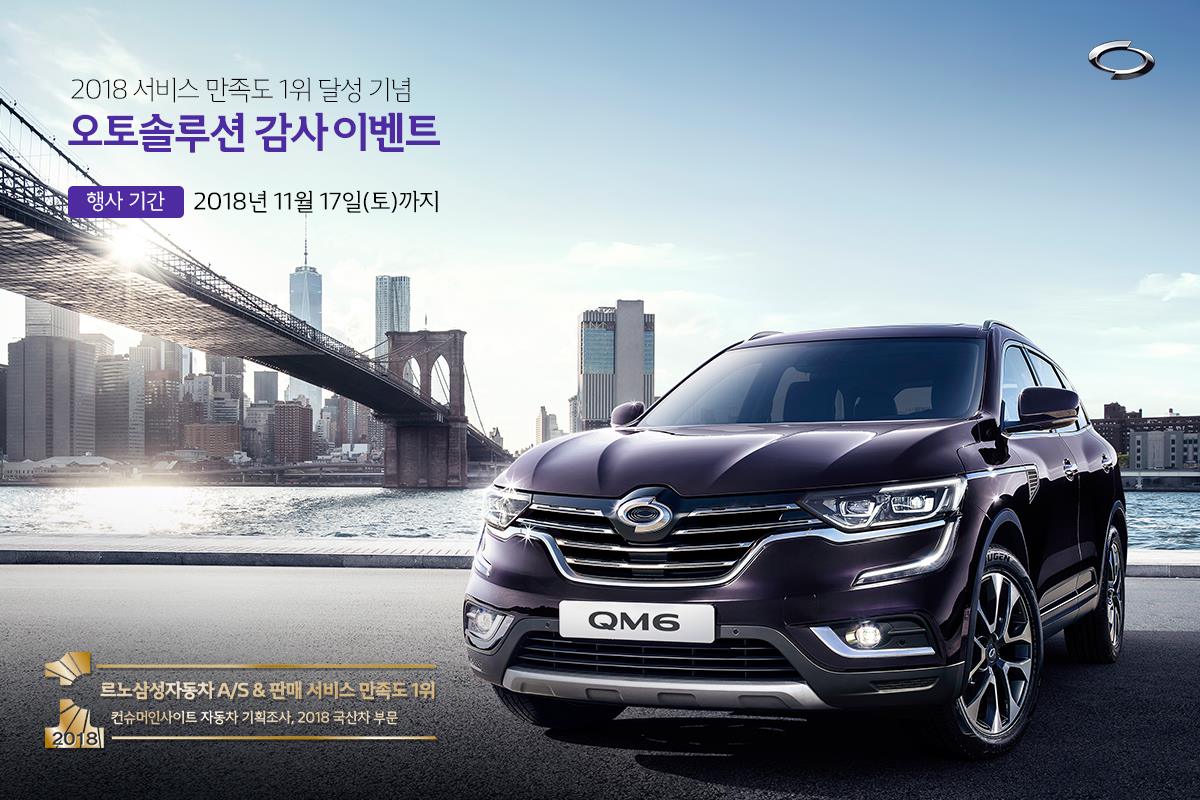 2018 서비스 만족도 1위 달성 기념
오토솔루션 감사 이벤트
행사 기간 2018년 11월 17일(토)까지
QM6
르노삼성자동차 A/S & 판매 서비스 만족도 1위
컨슈머인사이트 자동차 기획조사, 2018 국산차 부문
2018